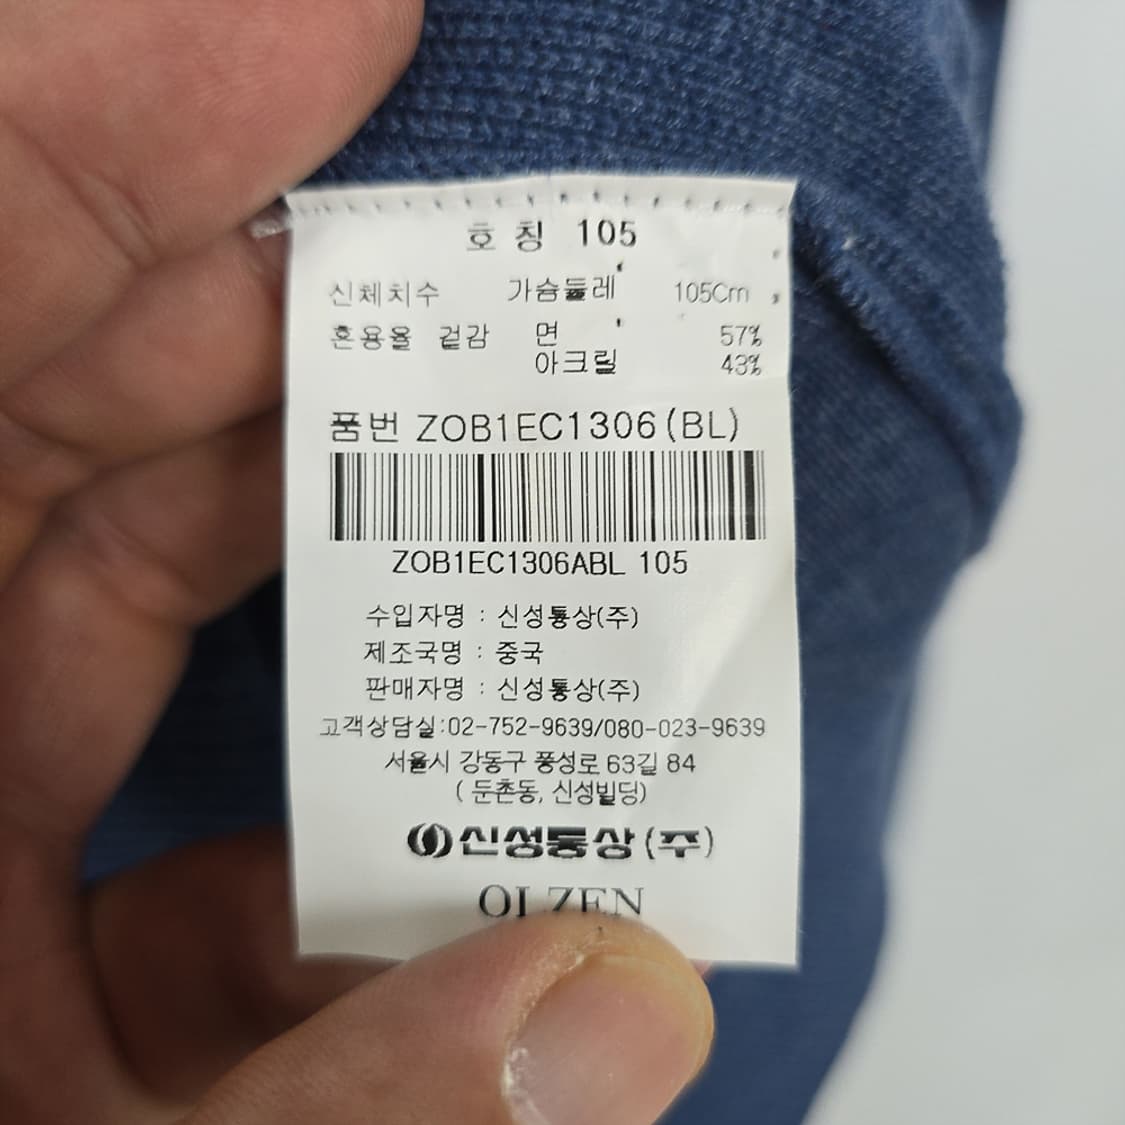 호칭 105
신체치수 가슴둘레 105Cm
혼용율 겉감 면 57%
아크릴 43%
품번 ZOB1EC1306(BL)
ZOB1EC1306ABL 105
수입자명 : 신성통상(주)
제조국명 : 중국
판매자명 : 신성통상(주)
고객상담실:02-752-9639/080-023-9639
서울시 강동구 풍성로 63길 84
( 둔촌동, 신성빌딩)
신성통상(주)
OLZEN